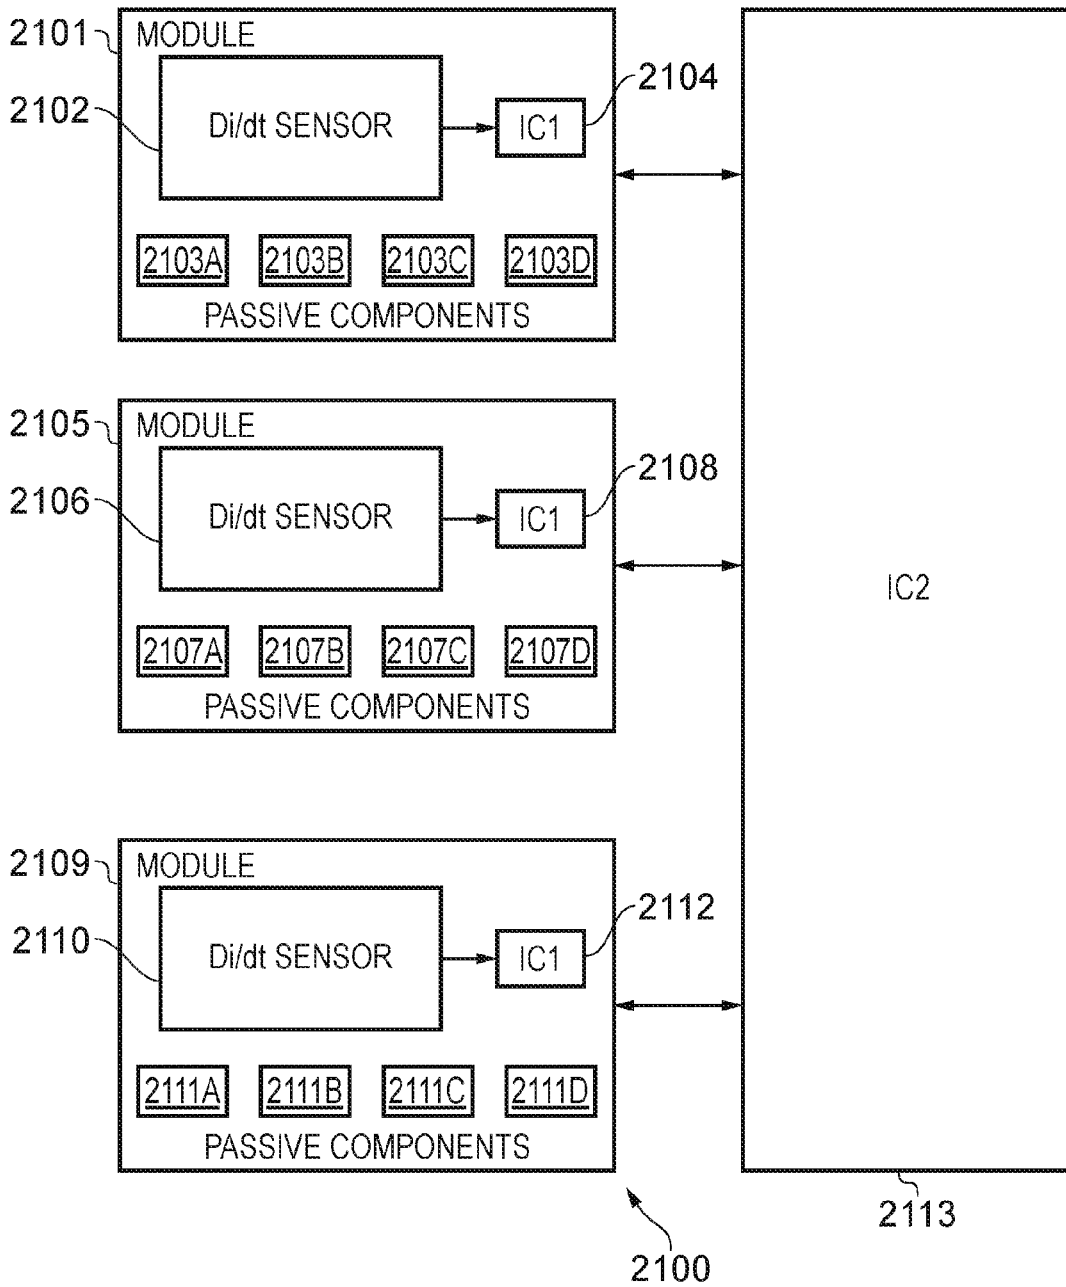 2101
MODULE
2102
Di/dt SENSOR
IC1
2104
2103A 2103B 2103C 2103D
PASSIVE COMPONENTS
2105
MODULE
2106
Di/dt SENSOR
IC1
2108
2107A 2107B 2107C 2107D
PASSIVE COMPONENTS
IC2
2109
MODULE
2110
Di/dt SENSOR
IC1
2112
2111A 2111B 2111C 2111D
PASSIVE COMPONENTS
2113
2100